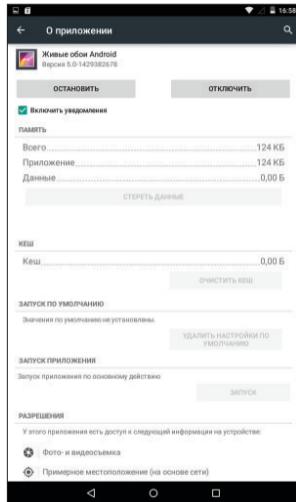 16:58
О приложении
Живые обои Android
Версия 5.0-1429382678
ОСТАНОВИТЬ
ОТКЛЮЧИТЬ
Включить уведомления
ПАМЯТЬ
Всего 124 КБ
Приложение 124 КБ
Данные 0,00 Б
СТЕРЕТЬ ДАННЫЕ
КЕШ
Кеш 0,00 Б
ОЧИСТИТЬ КЕШ
ЗАПУСК ПО УМОЛЧАНИЮ
Значения по умолчанию не установлены.
УДАЛИТЬ НАСТРОЙКИ ПО
УМОЛЧАНИЮ
ЗАПУСК ПРИЛОЖЕНИЯ
Запуск приложения по основному действию
ЗАПУСК
РАЗРЕШЕНИЯ
У этого приложения есть доступ к следующей информации на устройстве:
Фото- и видеосъемка
Примерное местоположение (на основе сети)